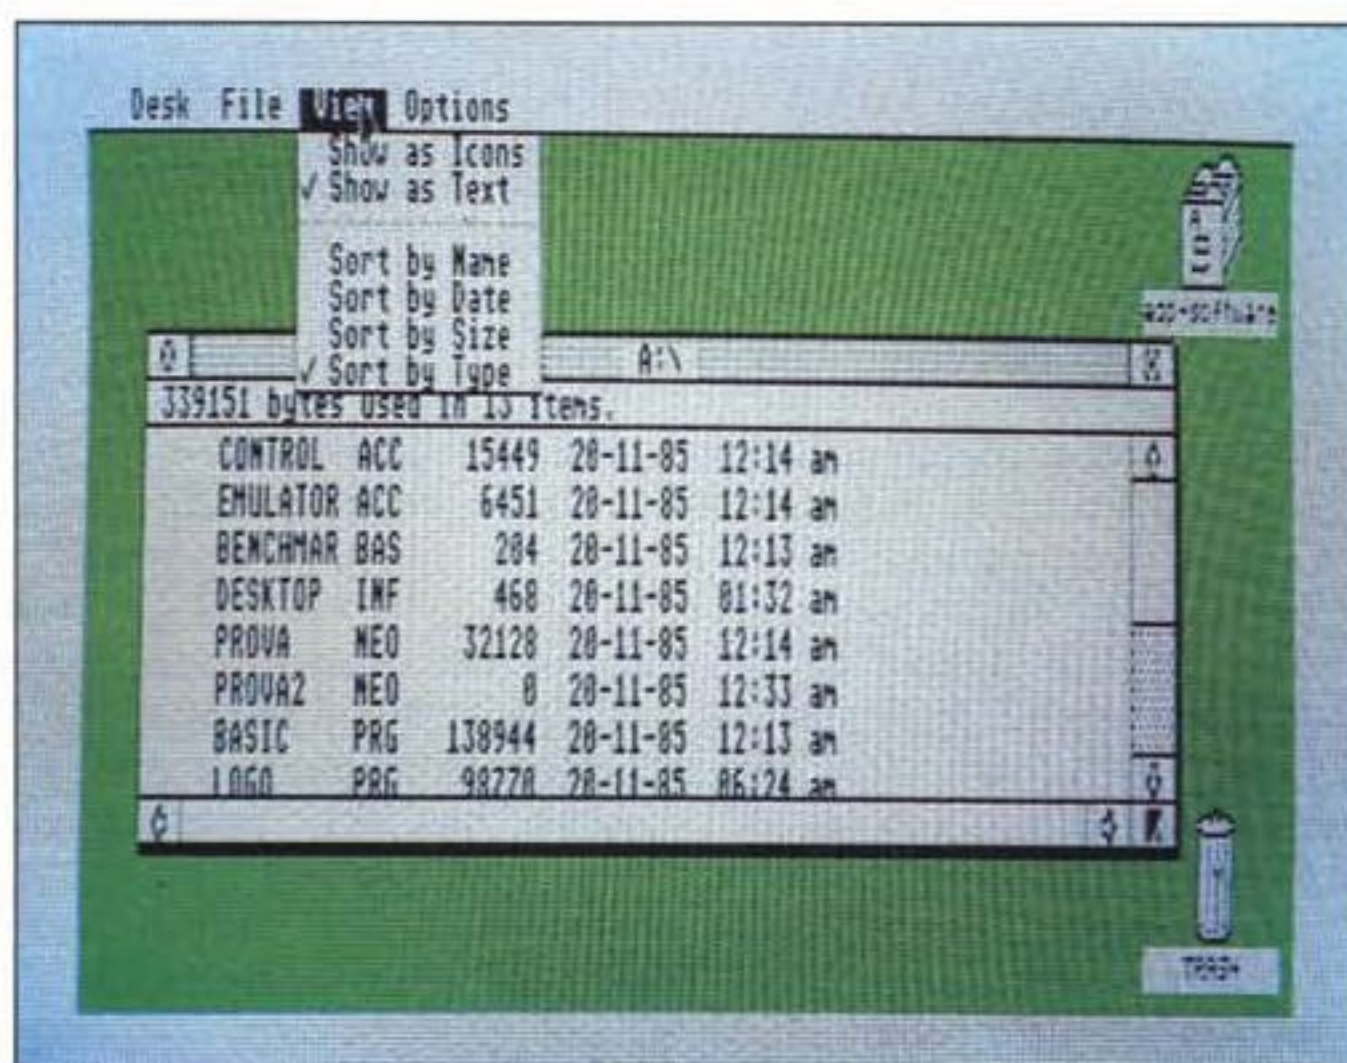 Desk File View Options
Show as Icons
✓ Show as Text
Sort by Name
Sort by Date
Sort by Size
✓ Sort by Type
A
A:\
339151 bytes used in 13 items.
CONTROL ACC 15449 20-11-85 12:14 am
EMULATOR ACC 6451 20-11-85 12:14 am
BENCHMAR BAS 204 20-11-85 12:13 am
DESKTOP INF 468 20-11-85 01:32 am
PROVA NEO 32128 20-11-85 12:14 am
PROVA2 NEO 0 20-11-85 12:33 am
BASIC PRG 138944 20-11-85 12:13 am
LOGO PRG 98770 20-11-85 06:24 am
TRASH